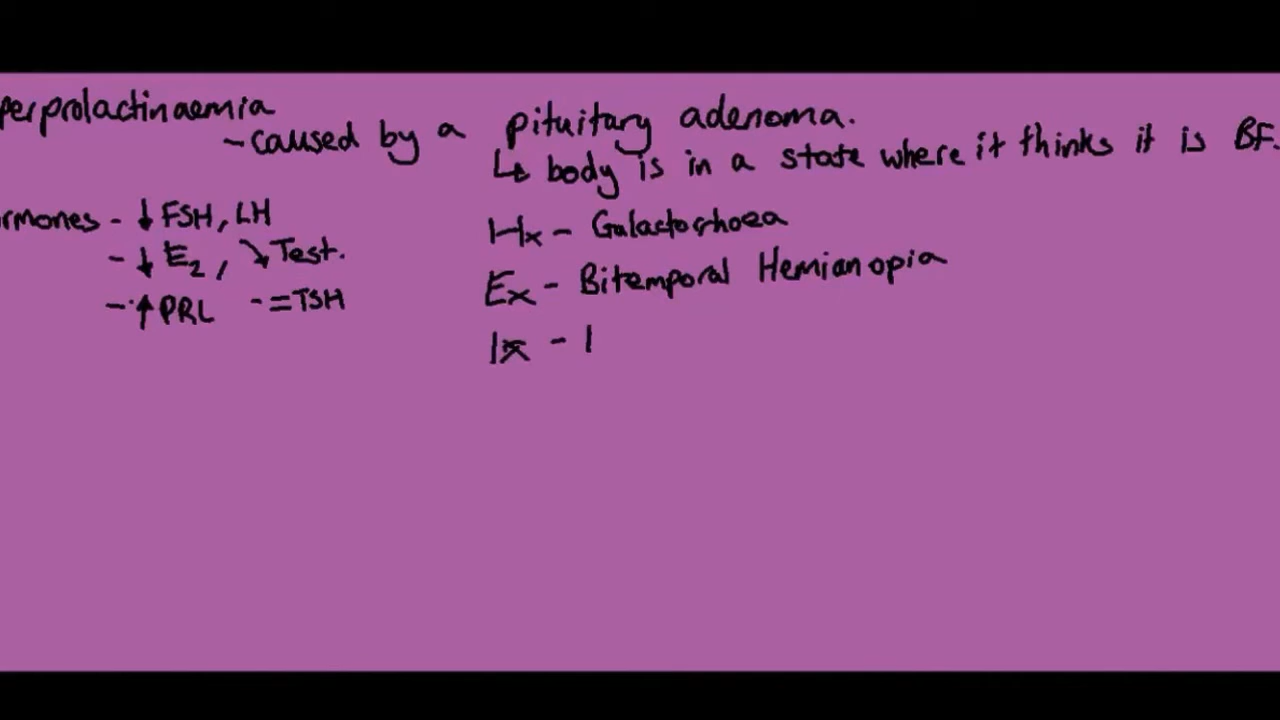 perprolactinaemia
- caused by a pituitary adenoma.
↳ body is in a state where it thinks it is BF.
rmones - ↓ FSH, LH
- ↓ E2, ↘ Test.
- ↑ PRL - = TSH
Hx - Galactorrhoea
Ex - Bitemporal Hemianopia
Ix - I